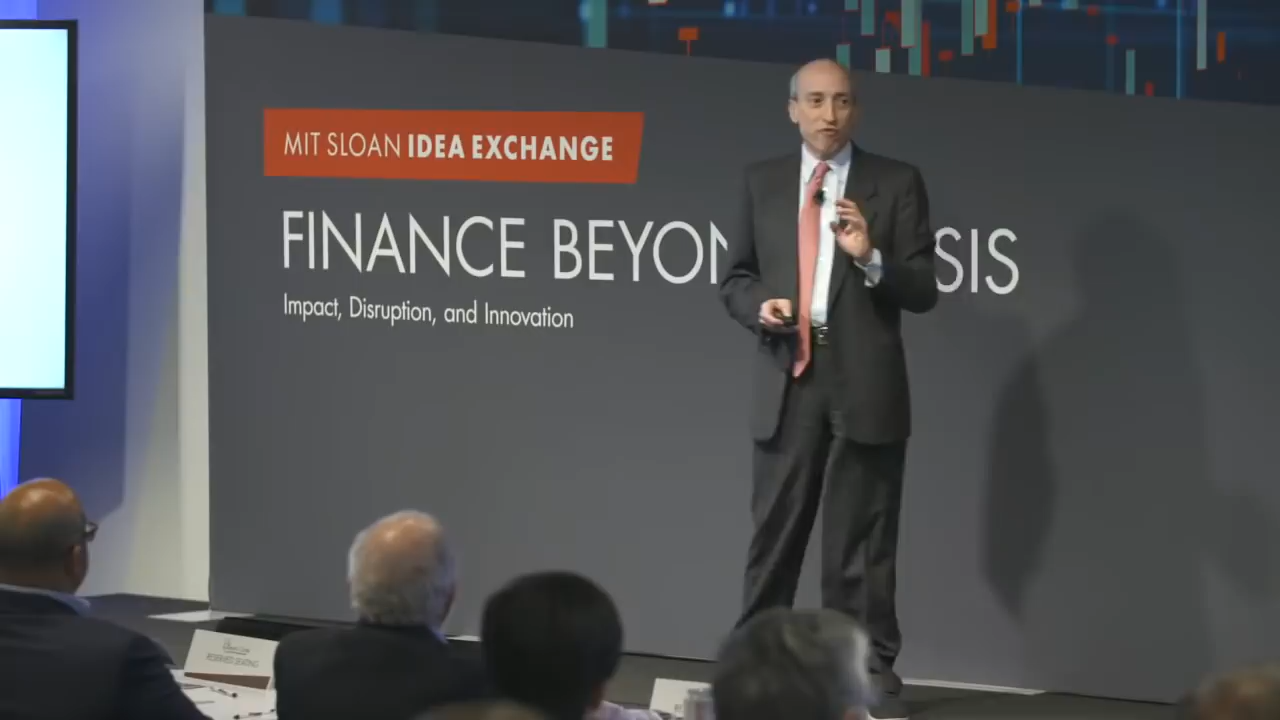 MIT SLOAN IDEA EXCHANGE
FINANCE BEYON SIS
Impact, Disruption, and Innovation
RESERVED SEATING